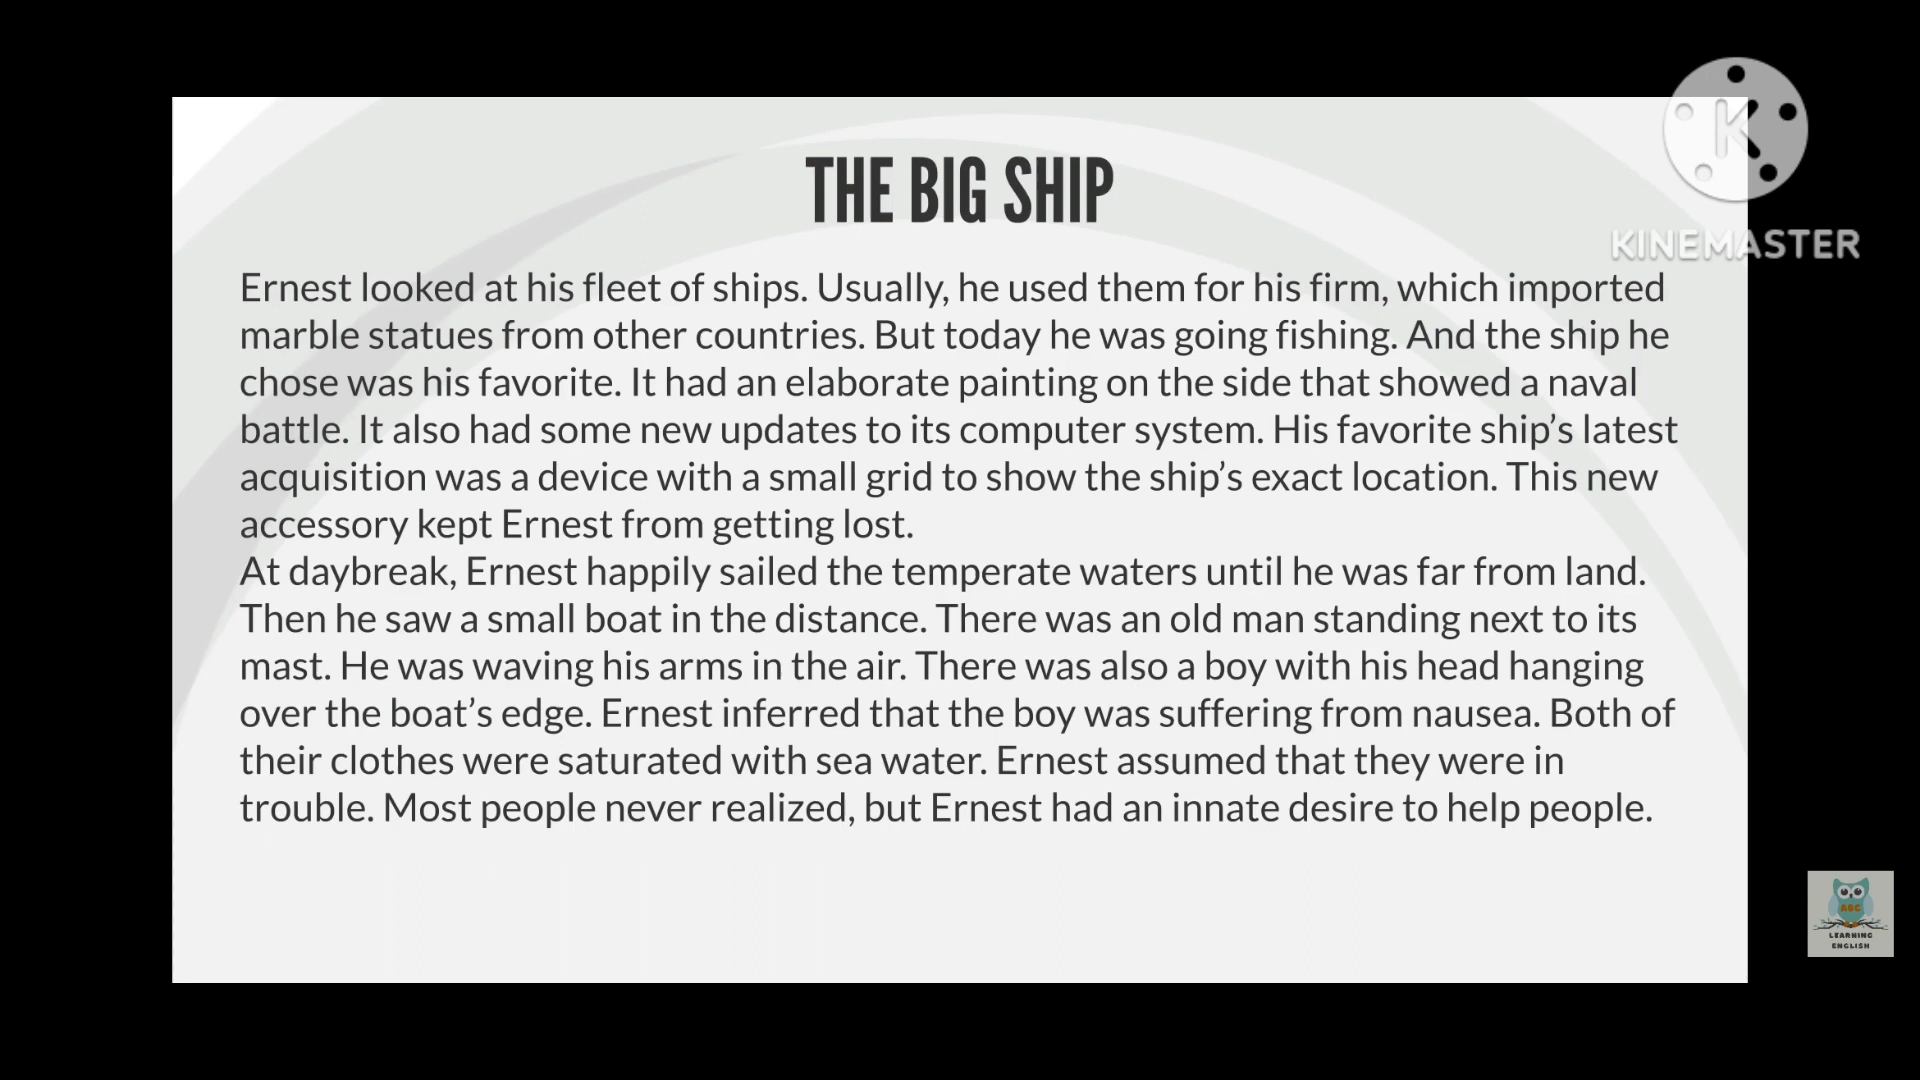 THE BIG SHIP
KINEMASTER
Ernest looked at his fleet of ships. Usually, he used them for his firm, which imported
marble statues from other countries. But today he was going fishing. And the ship he
chose was his favorite. It had an elaborate painting on the side that showed a naval
battle. It also had some new updates to its computer system. His favorite ship’s latest
acquisition was a device with a small grid to show the ship’s exact location. This new
accessory kept Ernest from getting lost.
At daybreak, Ernest happily sailed the temperate waters until he was far from land.
Then he saw a small boat in the distance. There was an old man standing next to its
mast. He was waving his arms in the air. There was also a boy with his head hanging
over the boat’s edge. Ernest inferred that the boy was suffering from nausea. Both of
their clothes were saturated with sea water. Ernest assumed that they were in
trouble. Most people never realized, but Ernest had an innate desire to help people.
ABC
LEARNING
ENGLISH